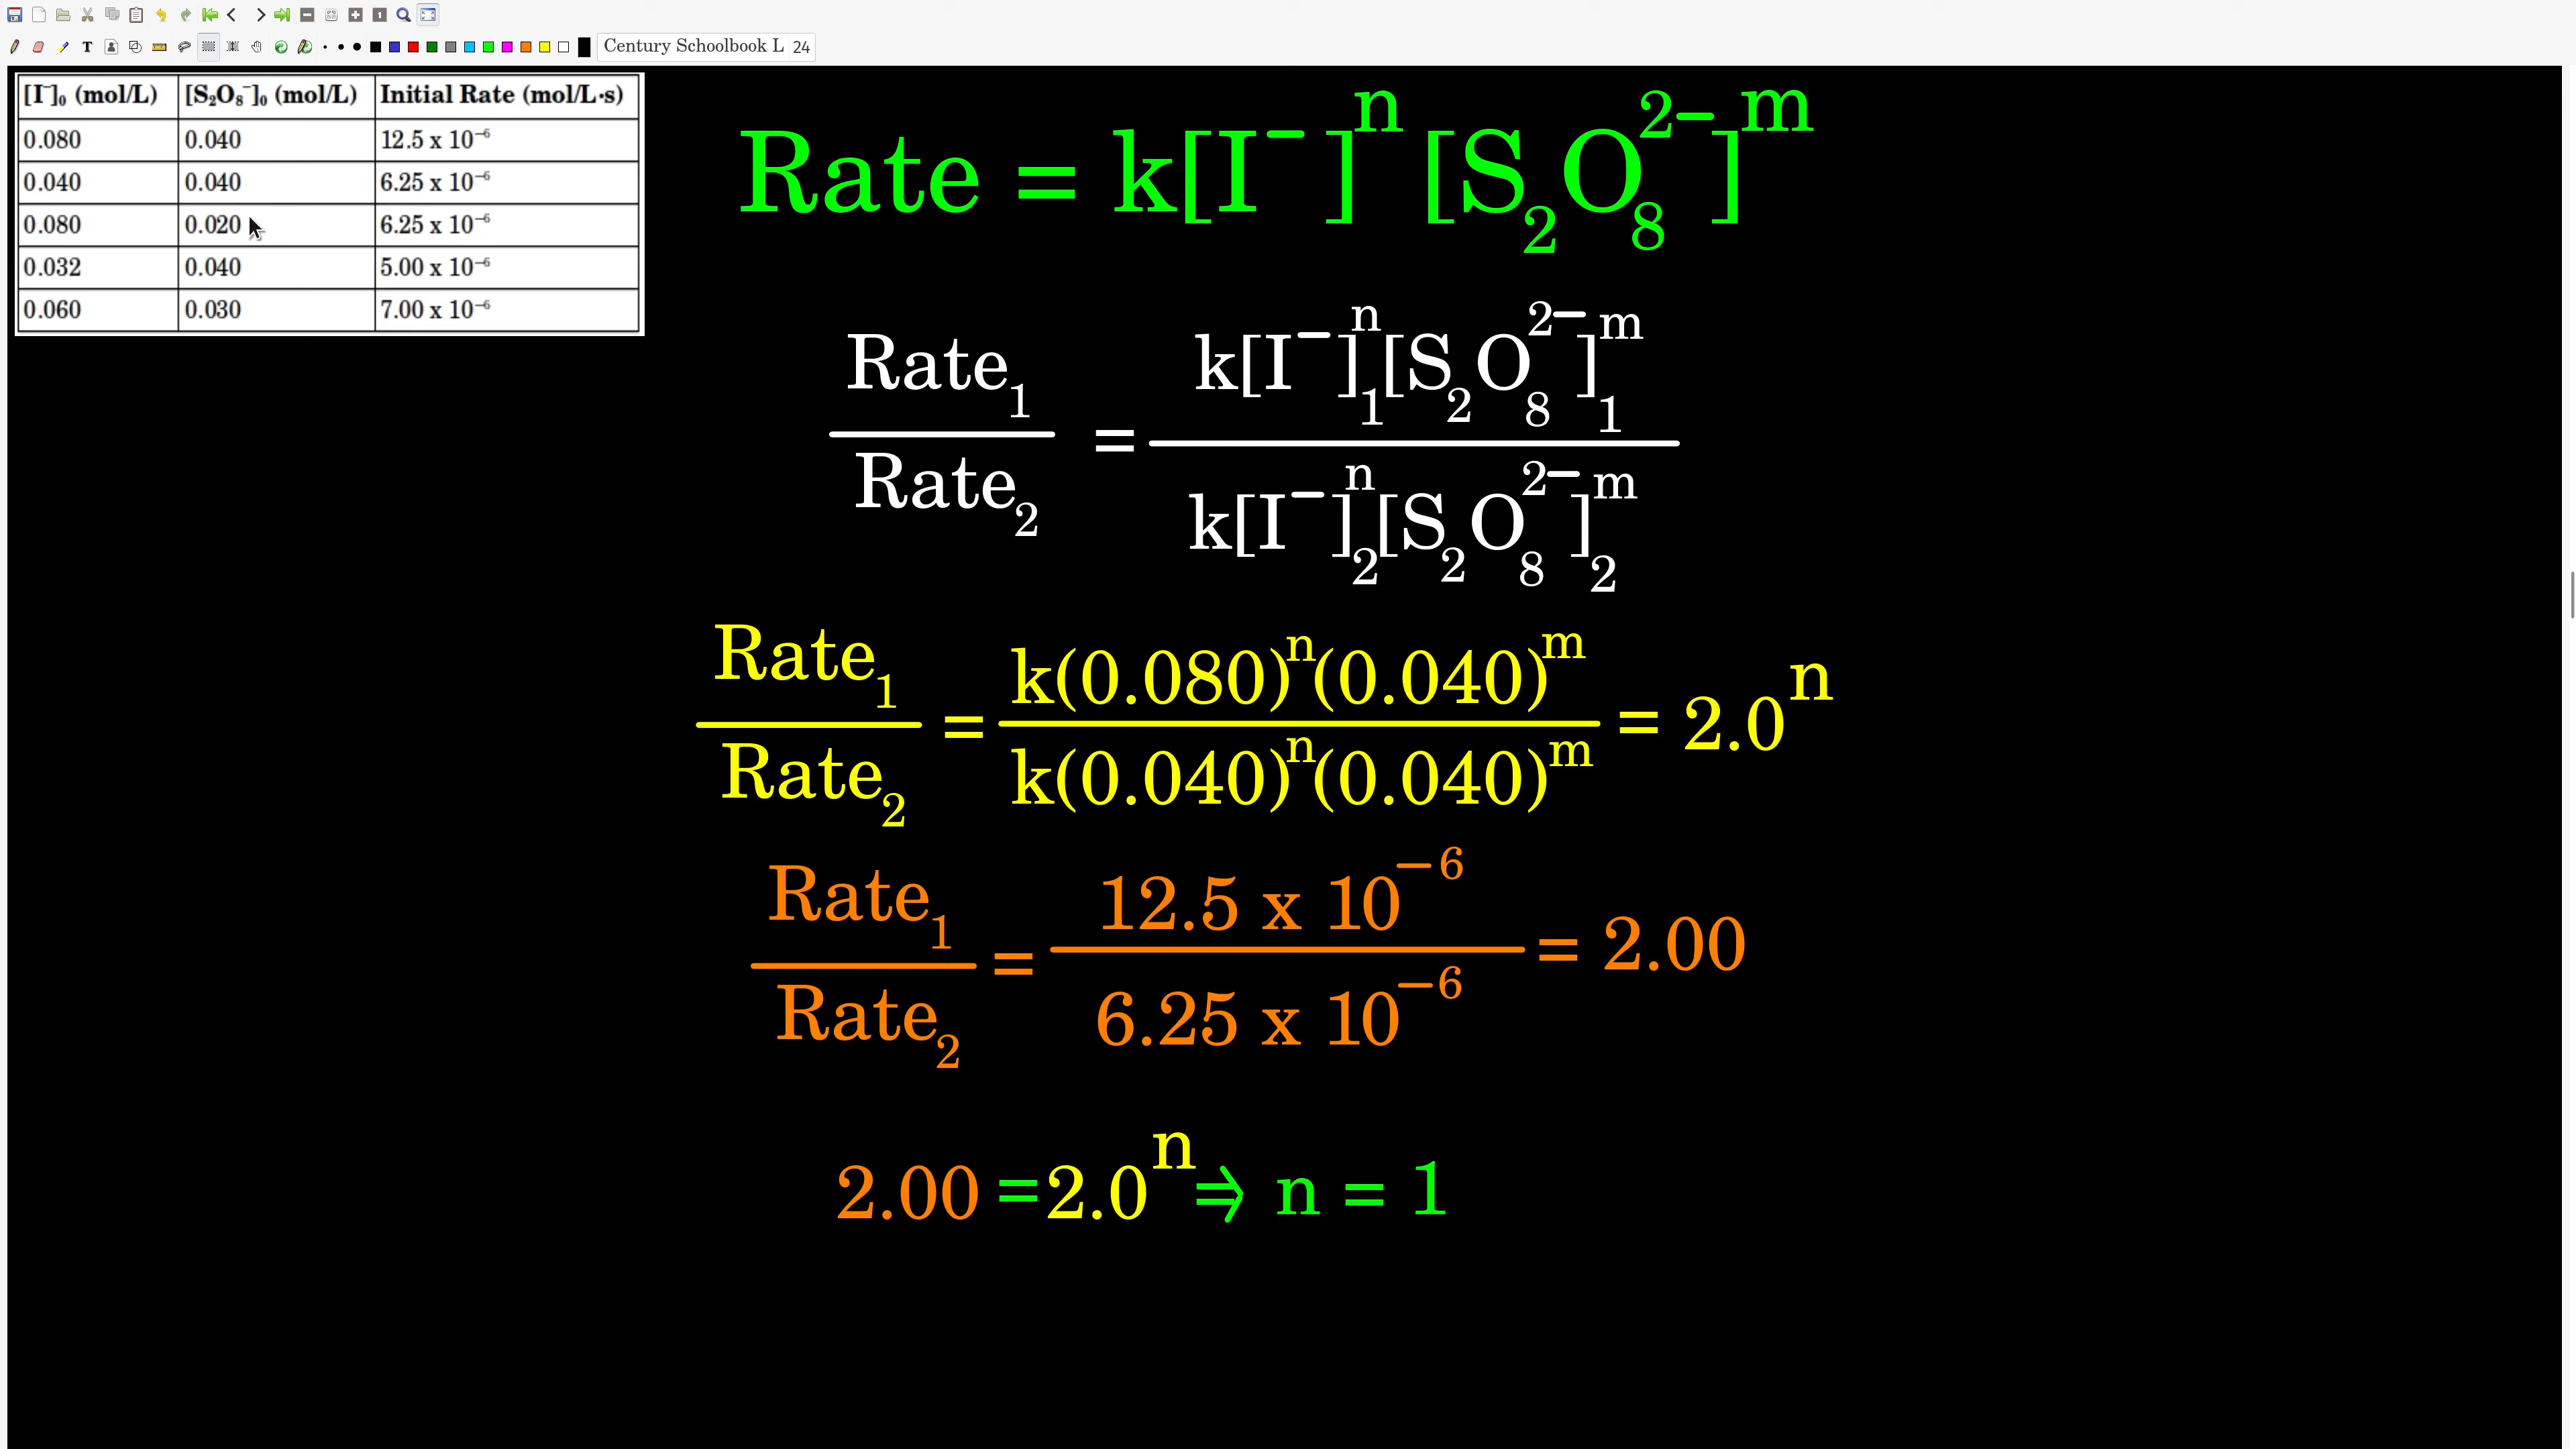 Century Schoolbook L 24
[I⁻]₀ (mol/L) [S₂O₈⁻]₀ (mol/L) Initial Rate (mol/L·s)
0.080 0.040 12.5 x 10⁻⁶
0.040 0.040 6.25 x 10⁻⁶
0.080 0.020 6.25 x 10⁻⁶
0.032 0.040 5.00 x 10⁻⁶
0.060 0.030 7.00 x 10⁻⁶
Rate = k[I⁻]ⁿ [S₂O₈²⁻]ᵐ
Rate₁ = k[I⁻]₁ⁿ[S₂O₈²⁻]₁ᵐ
Rate₂ k[I⁻]₂ⁿ[S₂O₈²⁻]₂ᵐ
Rate₁ = k(0.080)ⁿ(0.040)ᵐ = 2.0ⁿ
Rate₂ k(0.040)ⁿ(0.040)ᵐ
Rate₁ = 12.5 x 10⁻⁶ = 2.00
Rate₂ 6.25 x 10⁻⁶
2.00 = 2.0ⁿ ⇒ n = 1